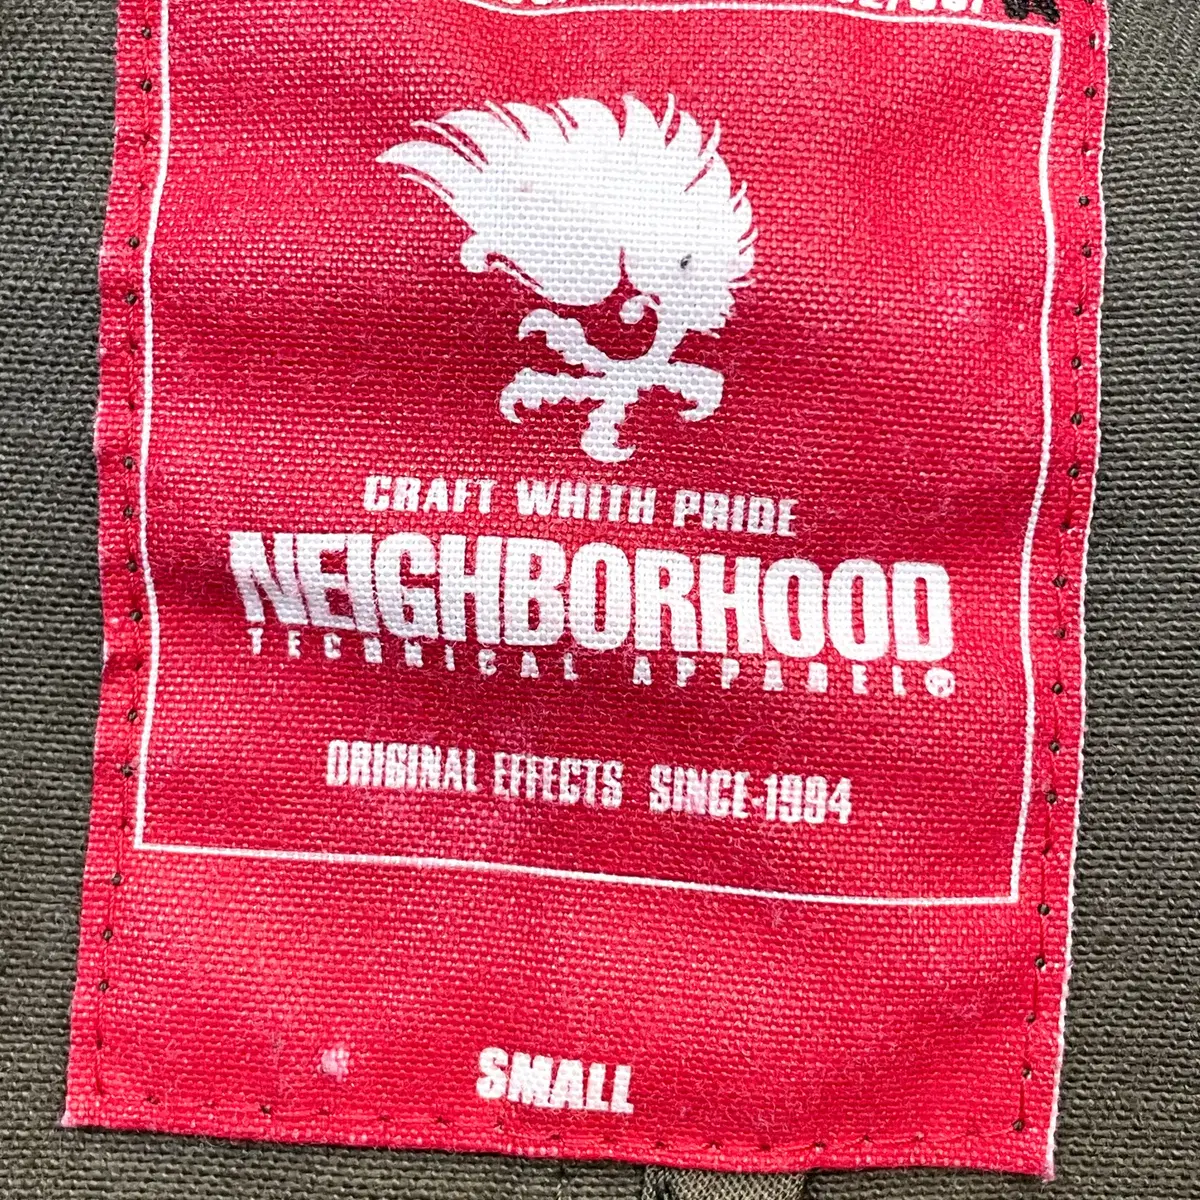 CRAFT WHITH PRIDE
NEIGHBORHOOD
TECHNICAL APPAREL®
ORIGINAL EFFECTS SINCE-1994
SMALL